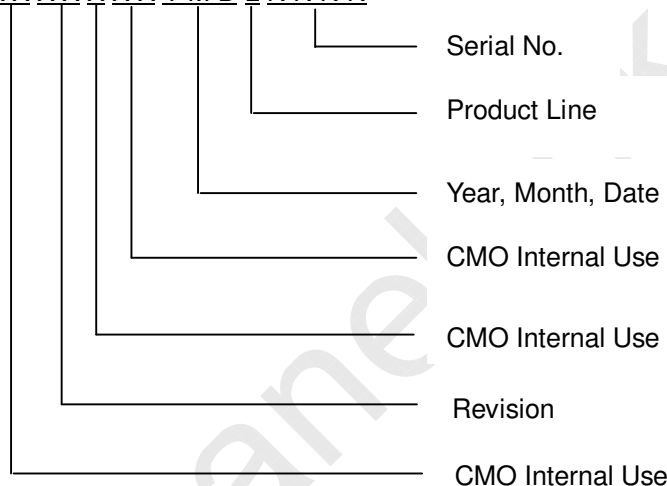 Serial No.
Product Line
Year, Month, Date
CMO Internal Use
CMO Internal Use
Revision
CMO Internal Use